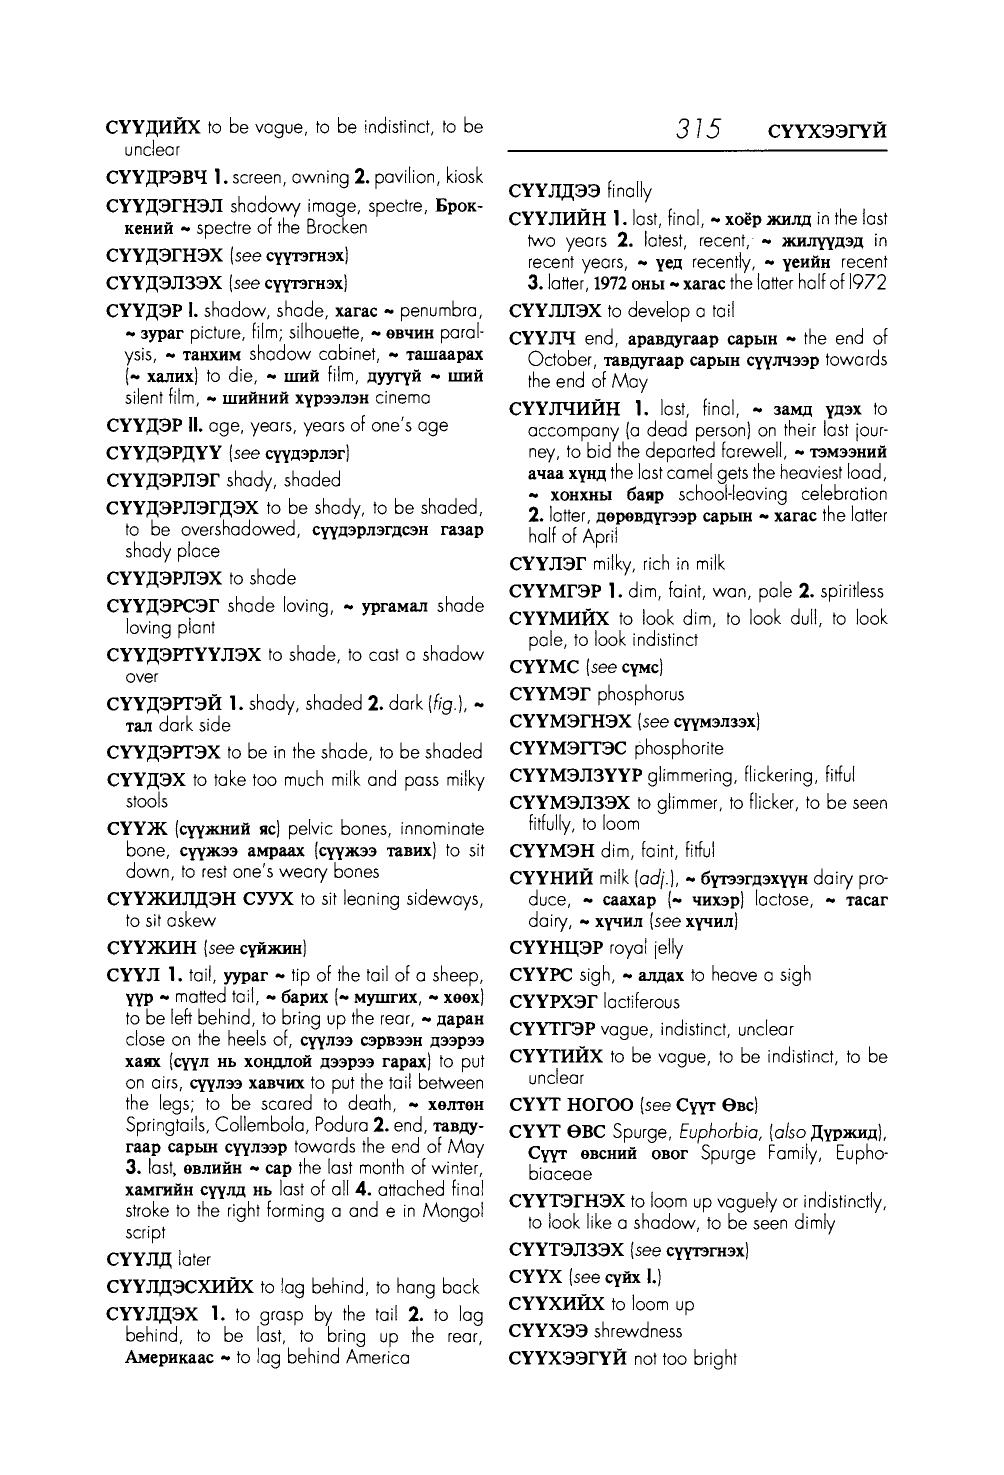 СҮҮДИЙХ to be vague, to be indistinct, to be
unclear
СҮҮДРЭВЧ 1. screen, awning 2. pavilion, kiosk
СҮҮДЭГНЭЛ shadowy image, spectre, Брок-
кений ~ spectre of the Brocken
СҮҮДЭГНЭХ (see сүүтэгнэх)
СҮҮДЭЛЗЭХ (see сүүтэгнэх)
СҮҮДЭР I. shadow, shade, хагас ~ penumbra,
~ зураг picture, film; silhouette, ~ өвчин paral-
ysis, ~ танхим shadow cabinet, ~ ташаарах
(~ халих) to die, ~ ший film, дуугүй ~ ший
silent film, ~ шийний хүрээлэн cinema
СҮҮДЭР II. age, years, years of one's age
СҮҮДЭРДҮҮ (see сүүдэрлэг)
СҮҮДЭРЛЭГ shady, shaded
СҮҮДЭРЛЭГДЭХ to be shady, to be shaded,
to be overshadowed, сүүдэрлэгдсэн газар
shady place
СҮҮДЭРЛЭХ to shade
СҮҮДЭРСЭГ shade loving, ~ ургамал shade
loving plant
СҮҮДЭРТҮҮЛЭХ to shade, to cast a shadow
over
СҮҮДЭРТЭЙ 1. shady, shaded 2. dark (fig.), ~
тал dark side
СҮҮДЭРТЭХ to be in the shade, to be shaded
СҮҮДЭХ to take too much milk and pass milky
stools
СҮҮЖ (сүүжний яс) pelvic bones, innominate
bone, сүүжээ амраах (сүүжээ тавих) to sit
down, to rest one's weary bones
СҮҮЖИЛДЭН СУУХ to sit leaning sideways,
to sit askew
СҮҮЖИН (see сүйжин)
СҮҮЛ 1. tail, уураг ~ tip of the tail of a sheep,
үүр ~ matted tail, ~ барих (~ мушгих, ~ хөөх)
to be left behind, to bring up the rear, ~ даран
close on the heels of, сүүлээ сэрвээн дээрээ
хаях (сүүл нь хондлой дээрээ гарах) to put
on airs, сүүлээ хавчих to put the tail between
the legs; to be scared to death, ~ хөлтөн
Springtails, Collembola, Podura 2. end, тавду-
гаар сарын сүүлээр towards the end of May
3. last, өвлийн ~ сар the last month of winter,
хамгийн сүүлд нь last of all 4. attached final
stroke to the right forming a and e in Mongol
script
СҮҮЛД later
СҮҮЛДЭСХИЙХ to lag behind, to hang back
СҮҮЛДЭХ 1. to grasp by the tail 2. to lag
behind, to be last, to bring up the rear,
Америкаас ~ to lag behind America
315 СҮҮХЭЭГҮЙ
СҮҮЛДЭЭ finally
СҮҮЛИЙН 1. last, final, ~ хоёр жилд in the last
two years 2. latest, recent, ~ жилүүдэд in
recent years, ~ үед recently, ~ үеийн recent
3. latter, 1972 оны ~ хагас the latter half of 1972
СҮҮЛЛЭХ to develop a tail
СҮҮЛЧ end, аравдугаар сарын ~ the end of
October, тавдугаар сарын сүүлчээр towards
the end of May
СҮҮЛЧИЙН 1. last, final, ~ замд үдэх to
accompany (a dead person) on their last jour-
ney, to bid the departed farewell, ~ тэмээний
ачаа хүнд the last camel gets the heaviest load,
~ хонхны баяр school-leaving celebration
2. latter, дөрөвдүгээр сарын ~ хагас the latter
half of April
СҮҮЛЭГ milky, rich in milk
СҮҮМГЭР 1. dim, faint, wan, pale 2. spiritless
СҮҮМИЙХ to look dim, to look dull, to look
pale, to look indistinct
СҮҮМС (see сүмс)
СҮҮМЭГ phosphorus
СҮҮМЭГНЭХ (see сүүмэлзэх)
СҮҮМЭГТЭС phosphorite
СҮҮМЭЛЗҮҮР glimmering, flickering, fitful
СҮҮМЭЛЗЭХ to glimmer, to flicker, to be seen
fitfully, to loom
СҮҮМЭН dim, faint, fitful
СҮҮНИЙ milk (adj.), ~ бүтээгдэхүүн dairy pro-
duce, ~ саахар (~ чихэр) lactose, ~ тасаг
dairy, ~ хүчил (see хүчил)
СҮҮНЦЭР royal jelly
СҮҮРС sigh, ~ алдах to heave a sigh
СҮҮРХЭГ lactiferous
СҮҮТГЭР vague, indistinct, unclear
СҮҮТИЙХ to be vague, to be indistinct, to be
unclear
СҮҮТ НОГОО (see Сүүт Өвс)
СҮҮТ ӨВС Spurge, Euphorbia, (also Дүржид),
Сүүт өвсний овог Spurge Family, Eupho-
biaceae
СҮҮТЭГНЭХ to loom up vaguely or indistinctly,
to look like a shadow, to be seen dimly
СҮҮТЭЛЗЭХ (see сүүтэгнэх)
СҮҮХ (see сүйх I.)
СҮҮХИЙХ to loom up
СҮҮХЭЭ shrewdness
СҮҮХЭЭГҮЙ not too bright